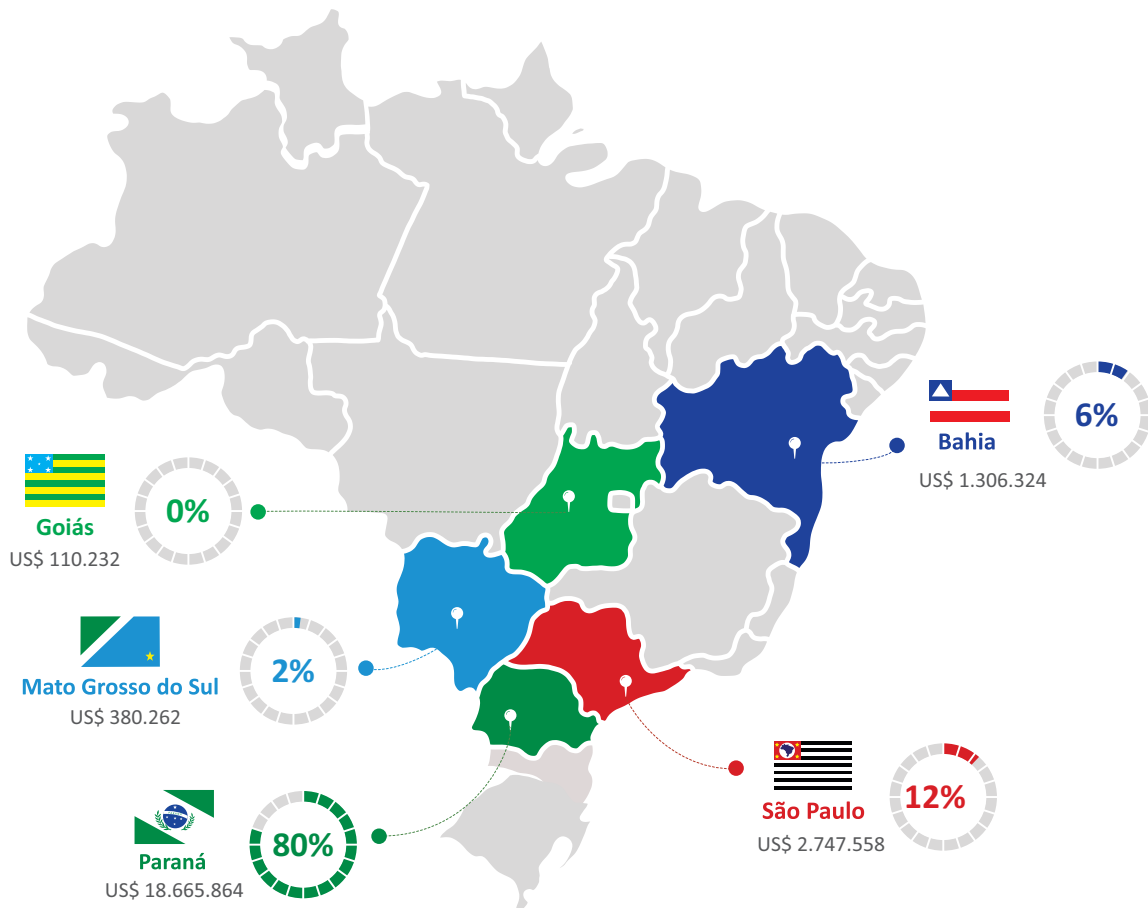 6%
Bahia
US$ 1.306.324
0%
Goiás
US$ 110.232
2%
Mato Grosso do Sul
US$ 380.262
12%
São Paulo
US$ 2.747.558
80%
Paraná
US$ 18.665.864